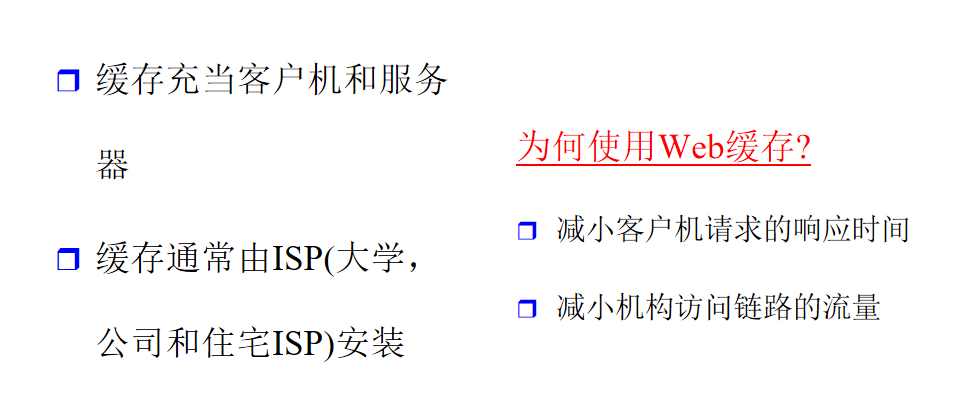 缓存充当客户机和服务
器
缓存通常由ISP(大学，
公司和住宅ISP)安装
为何使用Web缓存?
减小客户机请求的响应时间
减小机构访问链路的流量